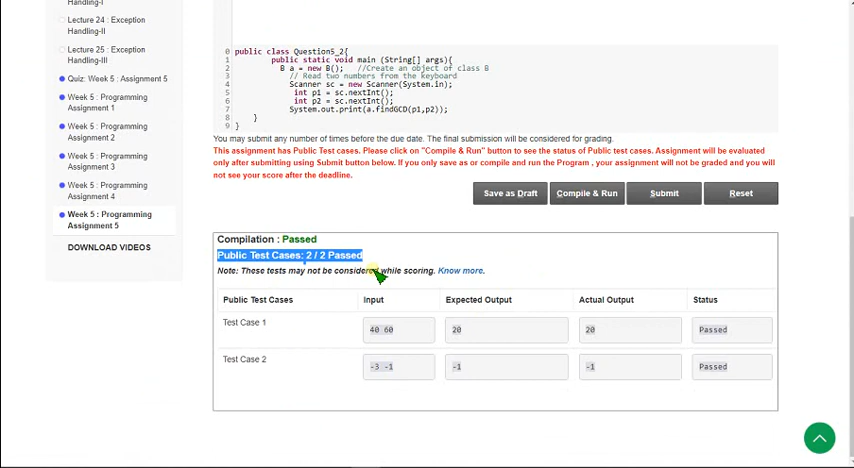 Handling-I
Lecture 24 : Exception
Handling-II
Lecture 25 : Exception
Handling-III
Quiz: Week 5 : Assignment 5
Week 5 : Programming
Assignment 1
Week 5 : Programming
Assignment 2
Week 5 : Programming
Assignment 3
Week 5 : Programming
Assignment 4
Week 5 : Programming
Assignment 5
DOWNLOAD VIDEOS
0 public class Question5_2{
1 public static void main (String[] args){
2 B a = new B(); //Create an object of class B
3 // Read two numbers from the keyboard
4 Scanner sc = new Scanner(System.in);
5 int p1 = sc.nextInt();
6 int p2 = sc.nextInt();
7 System.out.print(a.findGCD(p1,p2));
8 }
9 }
You may submit any number of times before the due date. The final submission will be considered for grading.
This assignment has Public Test cases. Please click on "Compile & Run" button to see the status of Public test cases. Assignment will be evaluated
only after submitting using Submit button below. If you only save as or compile and run the Program , your assignment will not be graded and you will
not see your score after the deadline.
Save as Draft Compile & Run Submit Reset
Compilation : Passed
Public Test Cases: 2 / 2 Passed
Note: These tests may not be considered while scoring. Know more.
Public Test Cases Input Expected Output Actual Output Status
Test Case 1 40 60 20 20 Passed
Test Case 2 -3 -1 -1 -1 Passed